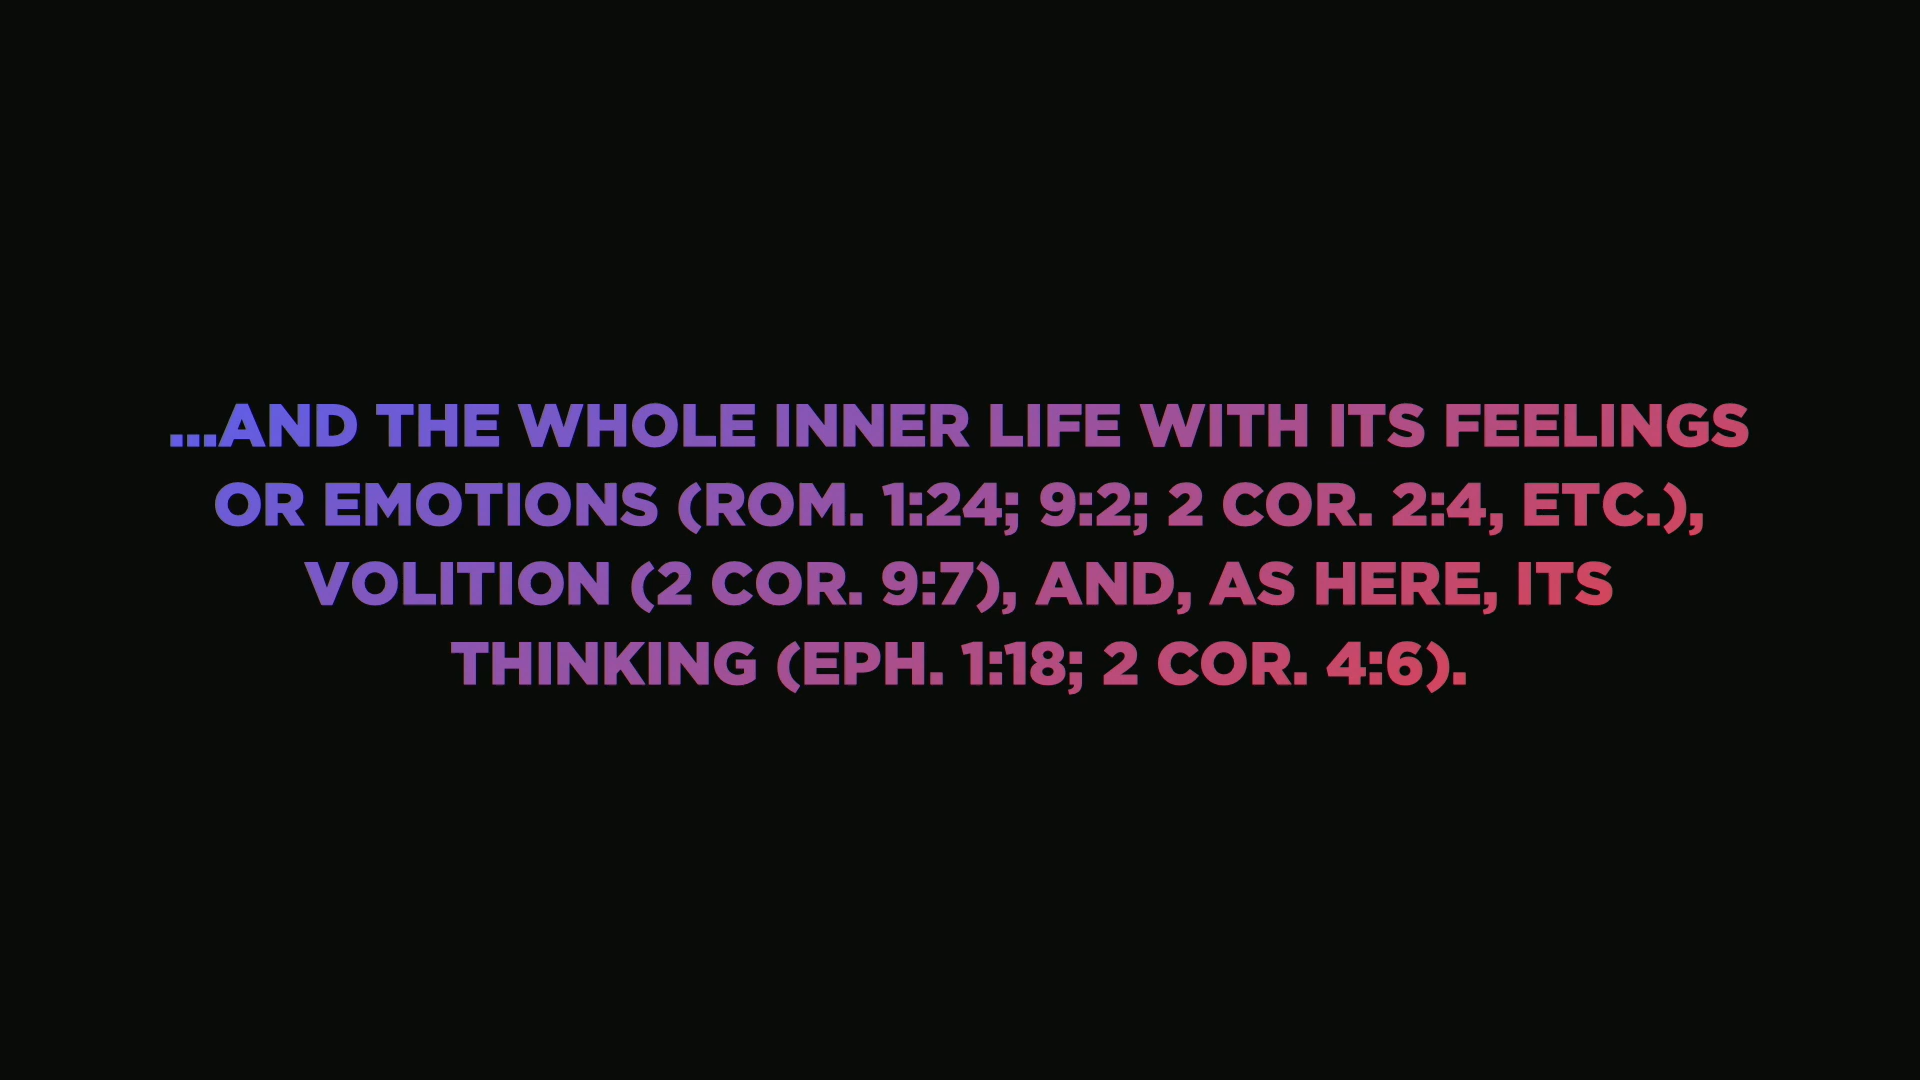 ...AND THE WHOLE INNER LIFE WITH ITS FEELINGS
OR EMOTIONS (ROM. 1:24; 9:2; 2 COR. 2:4, ETC.),
VOLITION (2 COR. 9:7), AND, AS HERE, ITS
THINKING (EPH. 1:18; 2 COR. 4:6).